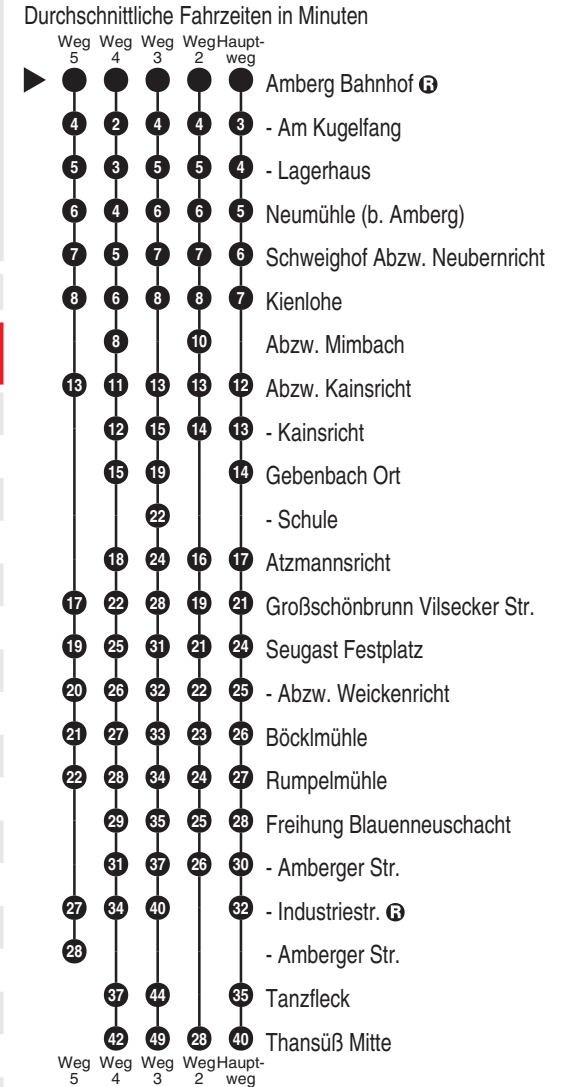 Durchschnittliche Fahrzeiten in Minuten
Weg 5 Weg 4 Weg 3 Weg 2 Haupt-weg
Amberg Bahnhof R
4 2 4 4 3 - Am Kugelfang
5 3 5 5 4 - Lagerhaus
6 4 6 6 5 Neumühle (b. Amberg)
7 5 7 7 6 Schweighof Abzw. Neubernricht
8 6 8 8 7 Kienlohe
8 10 Abzw. Mimbach
13 11 13 13 12 Abzw. Kainsricht
12 15 14 13 - Kainsricht
15 19 14 Gebenbach Ort
22 - Schule
18 24 16 17 Atzmannsricht
17 22 28 19 21 Großschönbrunn Vilsecker Str.
19 25 31 21 24 Seugast Festplatz
20 26 32 22 25 - Abzw. Weickenricht
21 27 33 23 26 Böcklmühle
22 28 34 24 27 Rumpelmühle
29 35 25 28 Freihung Blauenneuschacht
31 37 26 30 - Amberger Str.
27 34 40 32 - Industriestr. R
28 - Amberger Str.
37 44 35 Tanzfleck
42 49 28 40 Thansüß Mitte
Weg 5 Weg 4 Weg 3 Weg 2 Haupt-weg